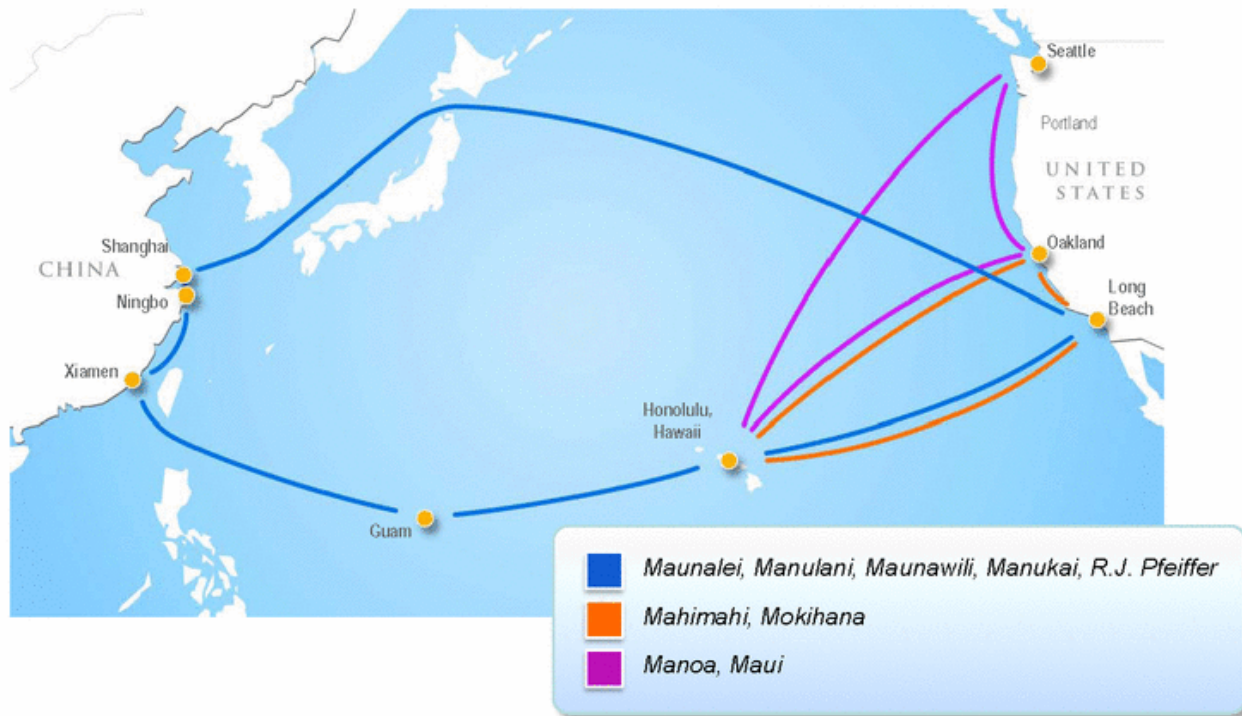 Seattle
Portland
UNITED
STATES
Shanghai
CHINA
Ningbo
Oakland
Long
Beach
Xiamen
Honolulu,
Hawaii
Guam
Maunalei, Manulani, Maunawili, Manukai, R.J. Pfeiffer
Mahimahi, Mokihana
Manoa, Maui